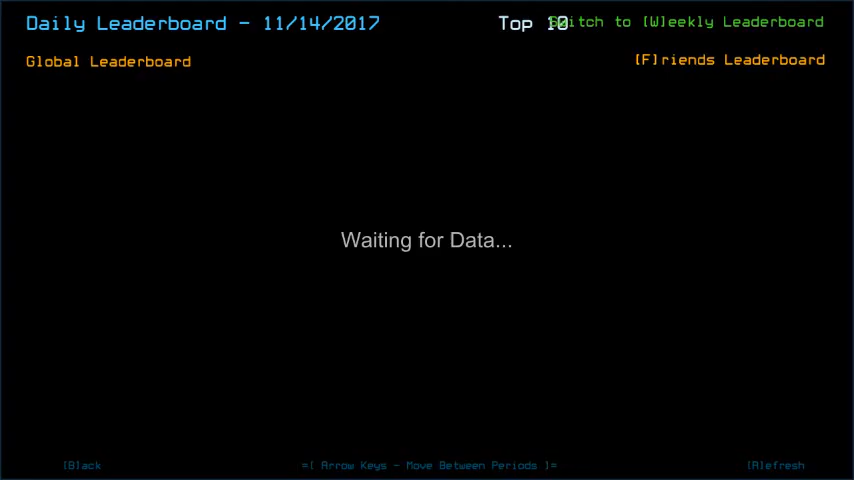 Daily Leaderboard - 11/14/2017
Top 10
Switch to [W]eekly Leaderboard
Global Leaderboard
[F]riends Leaderboard
Waiting for Data...
[B]ack
=[ Arrow Keys - Move Between Periods ]=
[R]efresh